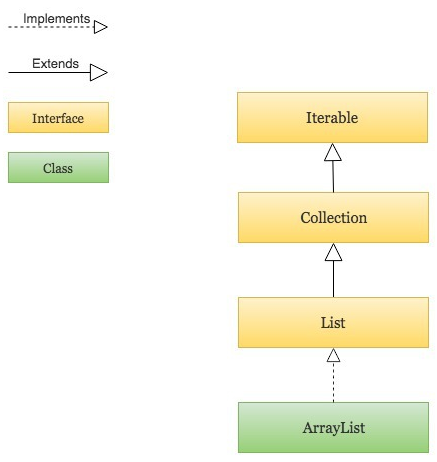 Implements
Extends
Interface
Class
Iterable
Collection
List
ArrayList